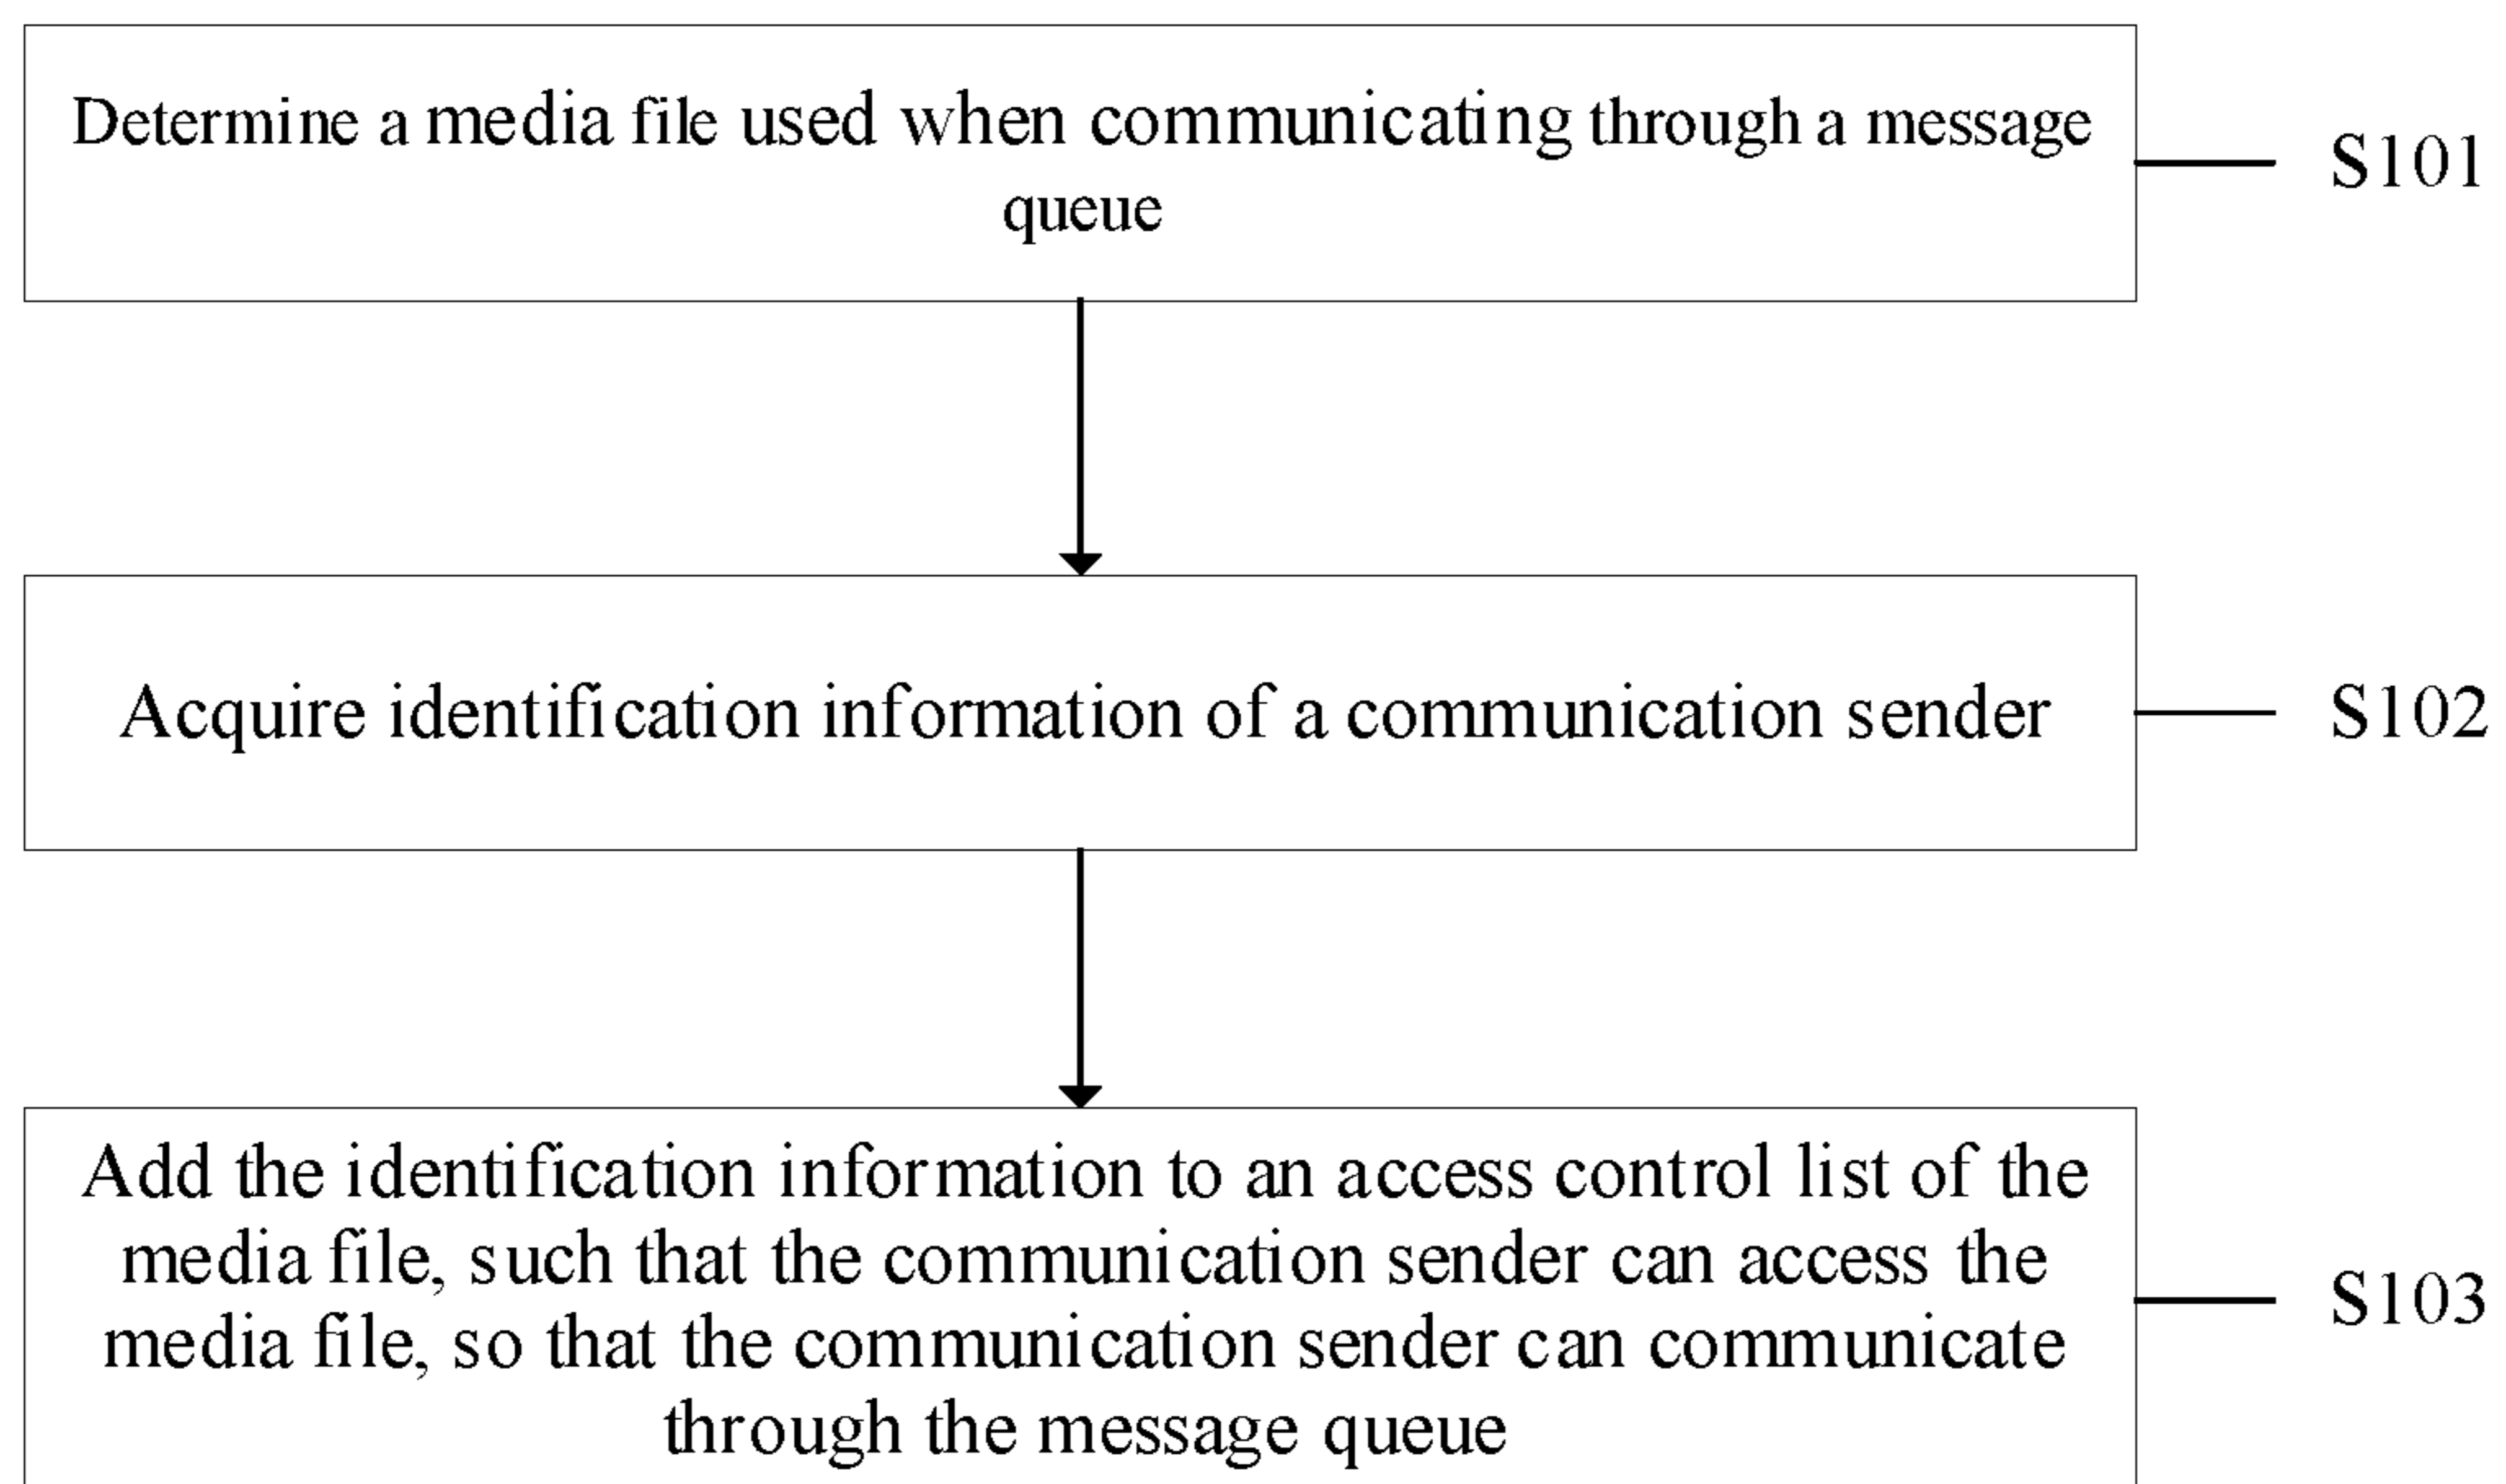 Determine a media file used when communicating through a message
queue
S101
Acquire identification information of a communication sender
S102
Add the identification information to an access control list of the
media file, such that the communication sender can access the
media file, so that the communication sender can communicate
through the message queue
S103